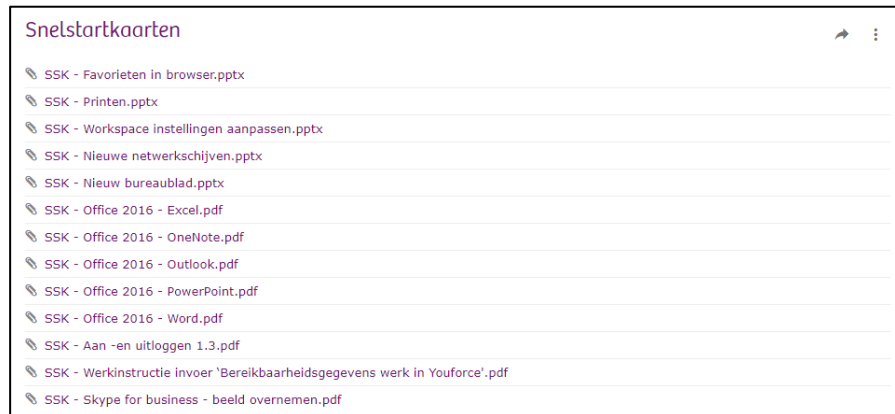 Snelstartkaarten
SSK - Favorieten in browser.pptx
SSK - Printen.pptx
SSK - Workspace instellingen aanpassen.pptx
SSK - Nieuwe netwerkschijven.pptx
SSK - Nieuw bureaublad.pptx
SSK - Office 2016 - Excel.pdf
SSK - Office 2016 - OneNote.pdf
SSK - Office 2016 - Outlook.pdf
SSK - Office 2016 - PowerPoint.pdf
SSK - Office 2016 - Word.pdf
SSK - Aan -en uitloggen 1.3.pdf
SSK - Werkinstructie invoer ‘Bereikbaarheidsgegevens werk in Youforce’.pdf
SSK - Skype for business - beeld overnemen.pdf